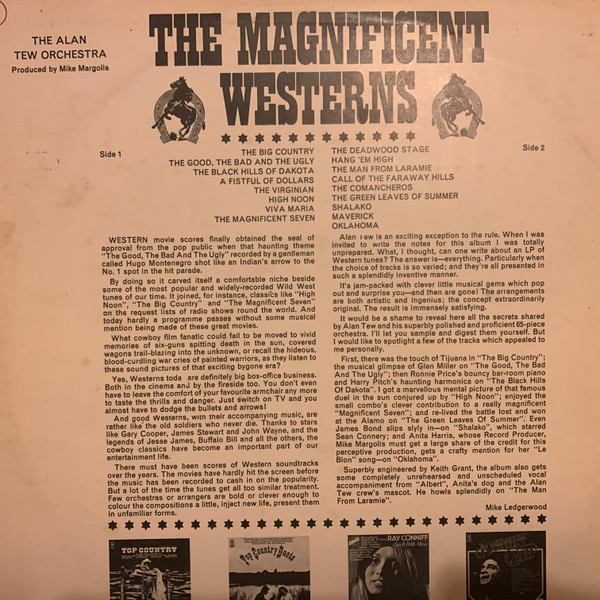 THE ALAN
TEW ORCHESTRA
Produced by Mike Margolis
THE MAGNIFICENT
WESTERNS
Side 1
THE BIG COUNTRY
THE GOOD, THE BAD AND THE UGLY
THE BLACK HILLS OF DAKOTA
A FISTFUL OF DOLLARS
THE VIRGINIAN
HIGH NOON
VIVA MARIA
THE MAGNIFICENT SEVEN
Side 2
THE DEADWOOD STAGE
HANG 'EM HIGH
THE MAN FROM LARAMIE
CALL OF THE FARAWAY HILLS
THE COMANCHEROS
THE GREEN LEAVES OF SUMMER
SHALAKO
MAVERICK
OKLAHOMA
WESTERN movie scores finally obtained the seal of
approval from the pop public when that haunting theme
"The Good, The Bad And The Ugly" recorded by a gentleman
called Hugo Montenegro shot like an Indian's arrow to the
No. 1 spot in the hit parade.
By doing so it carved itself a comfortable niche beside
some of the most popular and widely-recorded Wild West
tunes of our time. It joined, for instance, classics like "High
Noon", "The Big Country" and "The Magnificent Seven"
on the request lists of radio shows round the world. And
today hardly a programme passes without some musical
mention being made of these great movies.
What cowboy film fanatic could fail to be moved to vivid
memories of six-guns spitting death in the sun, covered
wagons trail-blazing into the unknown, or recall the hideous,
blood-curdling war cries of painted warriors, as they listen to
these sound pictures of that exciting bygone era?
Yes, Westerns toda are definitely big box-office business.
Both in the cinema and by the fireside too. You don't even
have to leave the comfort of your favourite armchair any more
to taste the thrills and danger. Just switch on TV and you
almost have to dodge the bullets and arrows!
And good Westerns, with their accompanying music, are
rather like the old soldiers who never die. Thanks to stars
like Gary Cooper, James Stewart and John Wayne, and the
legends of Jesse James, Buffalo Bill and all the others, the
cowboy classics have become an important part of our
entertainment life.
There must have been scores of Western soundtracks
over the years. The movies have hardly hit the screen before
the music has been recorded to cash in on the popularity.
But a lot of the time the tunes get all too similar treatment.
Few orchestras or arrangers are bold or clever enough to
colour the compositions a little, inject new life, present them
in unfamiliar forms.
Alan Tew is an exciting exception to the rule. When I was
invited to write the notes for this album I was totally
unprepared. What, I thought, can one write about an LP of
Western tunes? The answer is—everything. Particularly when
the choice of tracks is so varied; and they're all presented in
such a splendidly inventive manner.
It's jam-packed with clever little musical gems which pop
out and surprise you—and then are gone! The arrangements
are both artistic and ingenius; the concept extraordinarily
original. The result is immensely satisfying.
It would be a shame to reveal here all the secrets shared
by Alan Tew and his superbly polished and proficient 65-piece
orchestra. I'll let you sample and digest them yourself. But
I would like to spotlight a few of the tracks which appealed to
me personally.
First, there was the touch of Tijuana in "The Big Country";
the musical glimpse of Glen Miller on "The Good, The Bad
And The Ugly"; then Ronnie Price's bouncy bar-room piano
and Harry Pitch's haunting harmonica on "The Black Hills
Of Dakota". I got a marvellous mental picture of that famous
duel in the sun conjured up by "High Noon"; enjoyed the
small combo's clever contribution to a really magnificent
"Magnificent Seven"; and re-lived the battle lost and won
at the Alamo on "The Green Leaves Of Summer". Even
James Bond slips slyly in—on "Shalako", which starred
Sean Connery; and Anita Harris, whose Record Producer,
Mike Margolis must get a large share of the credit for this
perceptive production, gets a crafty mention for her "Le
Blon" song—on "Oklahoma".
Superbly engineered by Keith Grant, the album also gets
some completely unrehearsed and unscheduled vocal
accompaniment from "Albert", Anita's dog and the Alan
Tew crew's mascot. He howls splendidly on "The Man
From Laramie".
Mike Ledgerwood
TOP COUNTRY
Top Country Duets
RAY CONNIFF